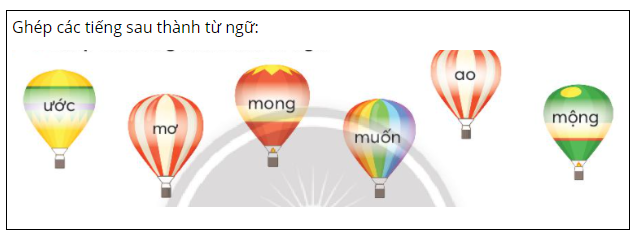 Ghép các tiếng sau thành từ ngữ:
ước
mơ
mong
muốn
ao
mộng